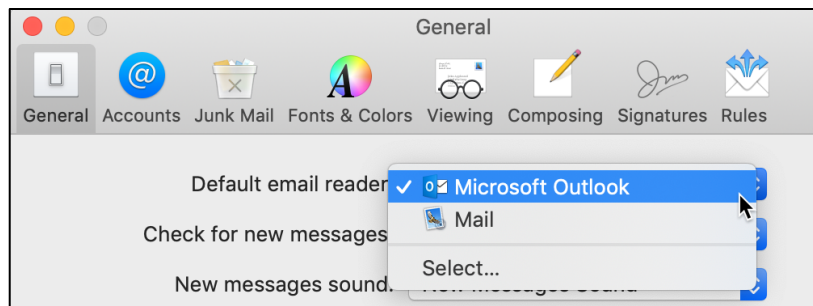 General
General Accounts Junk Mail Fonts & Colors Viewing Composing Signatures Rules
Default email reader ✓ Microsoft Outlook
Mail
Check for new messages
Select...
New messages sound: